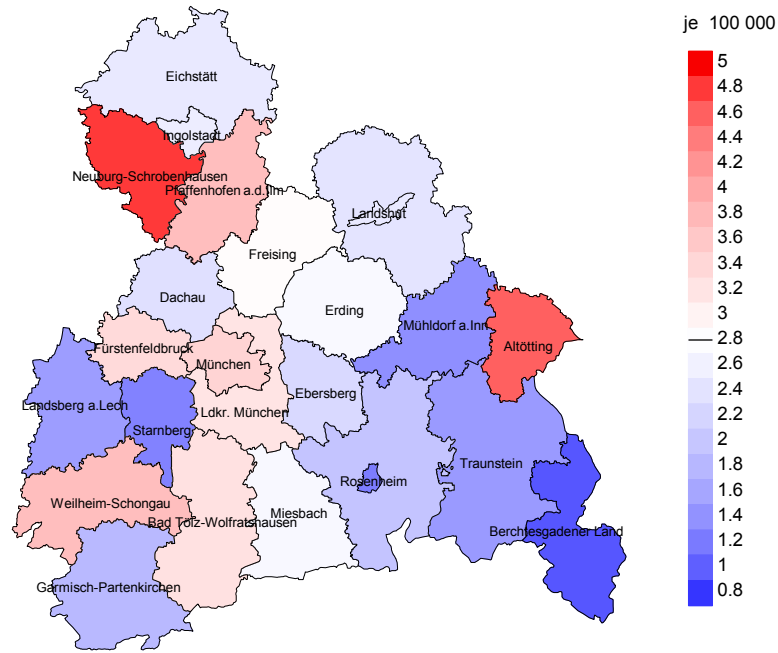 je 100 000
5
4.8
4.6
4.4
4.2
4
3.8
3.6
3.4
3.2
3
2.8
2.6
2.4
2.2
2
1.8
1.6
1.4
1.2
1
0.8
Eichstätt
Ingolstadt
Neuburg-Schrobenhausen
Pfaffenhofen a.d.Ilm
Landshut
Freising
Dachau
Erding
Mühldorf a.Inn
Altötting
Fürstenfeldbruck
München
Ebersberg
Landsberg a.Lech
Ldkr. München
Starnberg
Traunstein
Rosenheim
Weilheim-Schongau
Miesbach
Bad Tölz-Wolfratshausen
Berchtesgadener Land
Garmisch-Partenkirchen